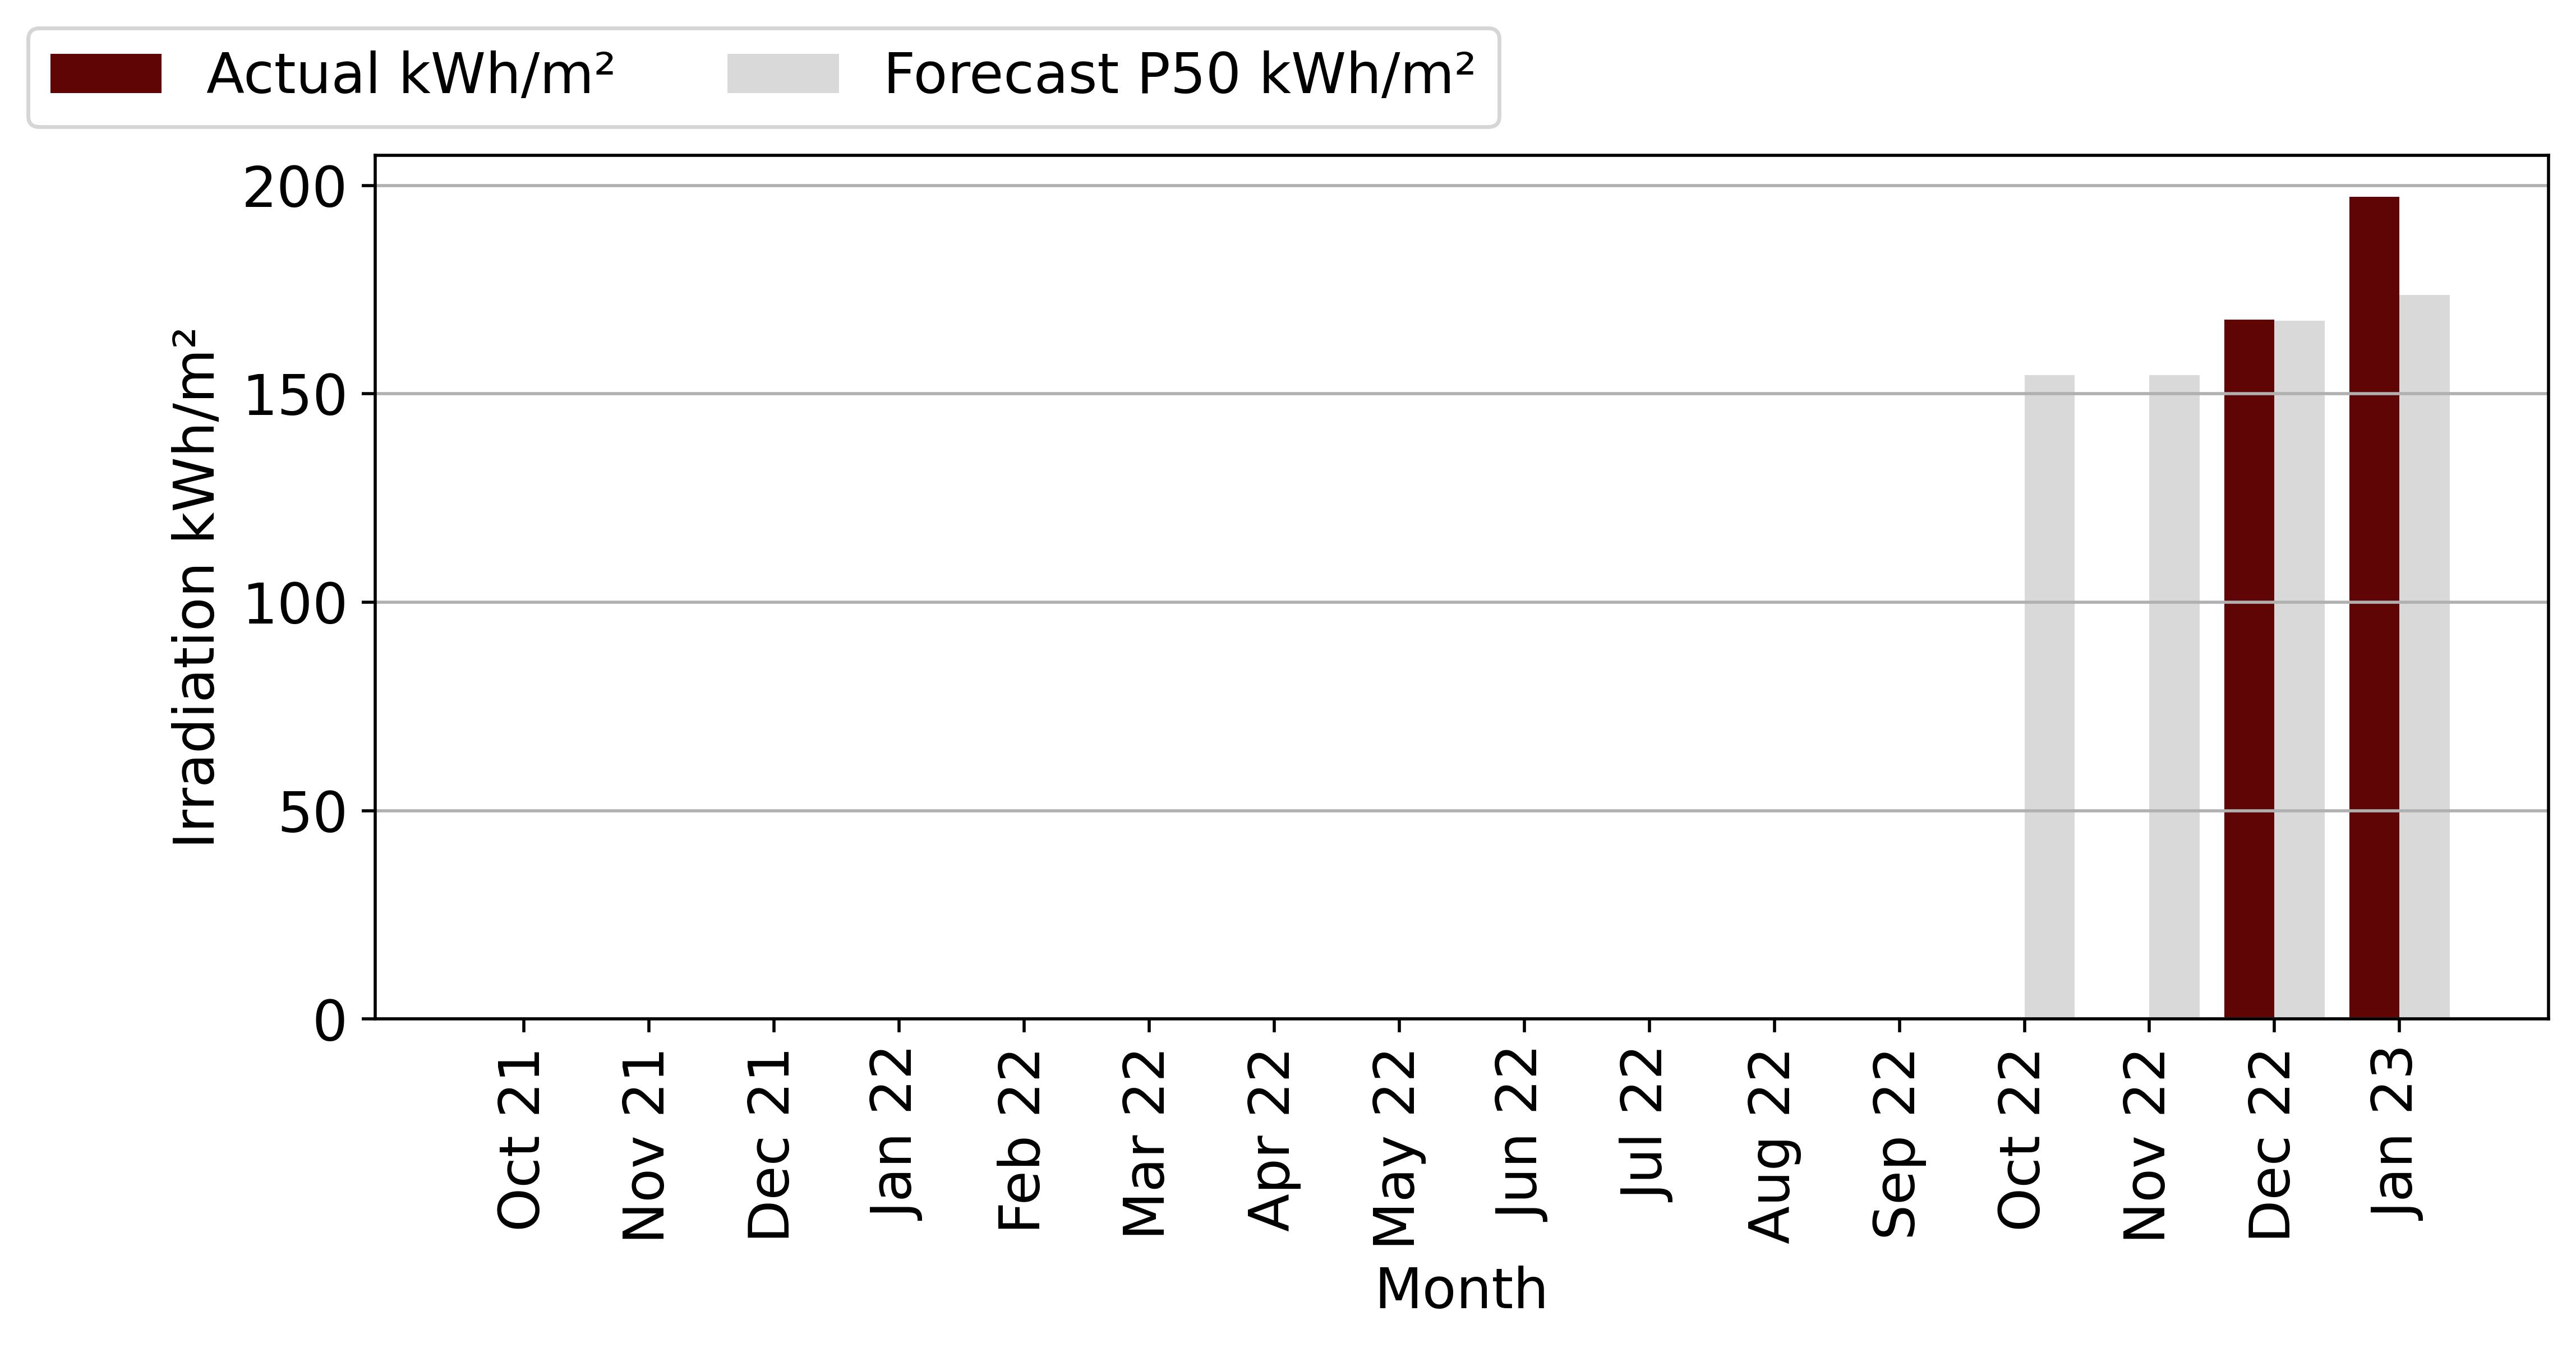 Actual kWh/m² Forecast P50 kWh/m²
Irradiation kWh/m²
200
150
100
50
0
Oct 21
Nov 21
Dec 21
Jan 22
Feb 22
Mar 22
Apr 22
May 22
Jun 22
Jul 22
Aug 22
Sep 22
Oct 22
Nov 22
Dec 22
Jan 23
Month